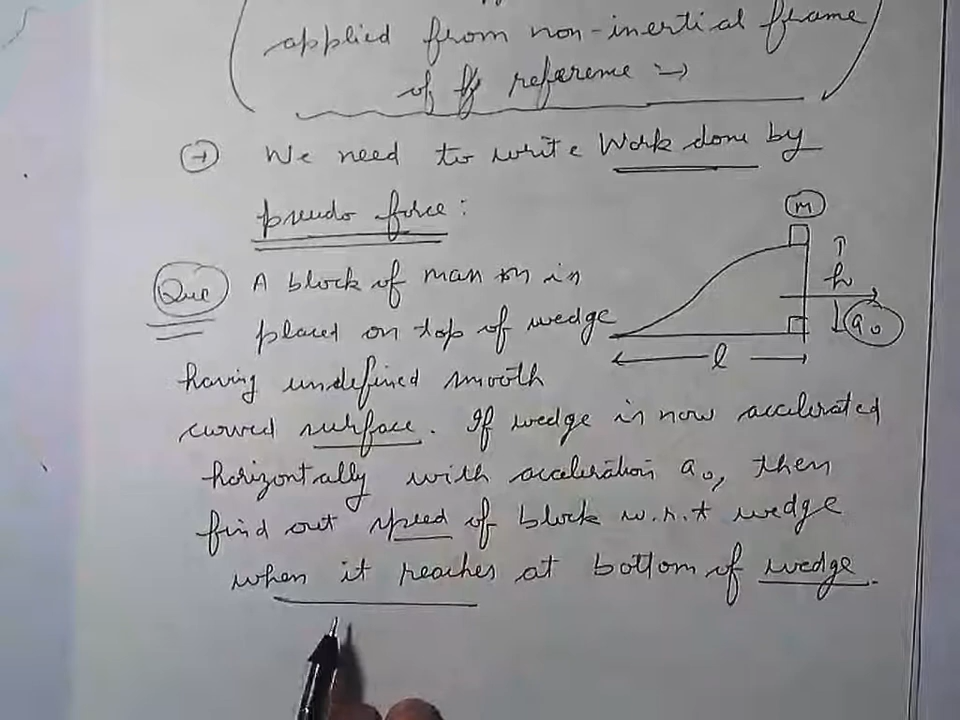 applied from non-inertial frame
of reference →
→ We need to write Work done by
pseudo force:
M
Que A block of mass m is
placed on top of wedge
h
a₀
l
having undefined smooth
curved surface. If wedge is now accelerated
horizontally with acceleration a₀, then
find out speed of block w.r.t wedge
when it reaches at bottom of wedge.